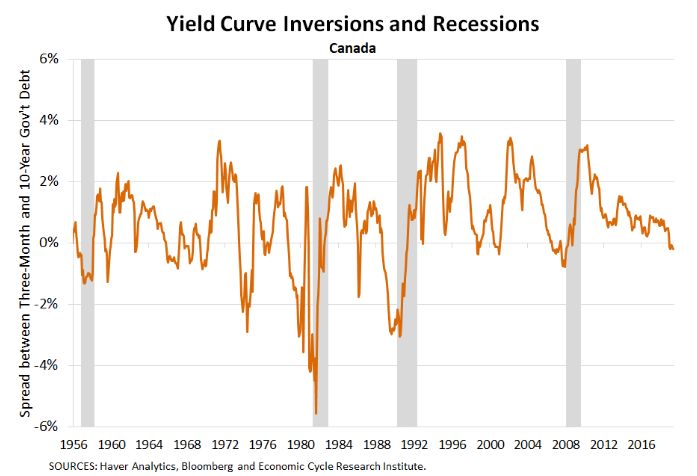 Yield Curve Inversions and Recessions
Canada
Spread between Three-Month and 10-Year Gov't Debt
6%
4%
2%
0%
-2%
-4%
-6%
1956 1960 1964 1968 1972 1976 1980 1984 1988 1992 1996 2000 2004 2008 2012 2016
SOURCES: Haver Analytics, Bloomberg and Economic Cycle Research Institute.